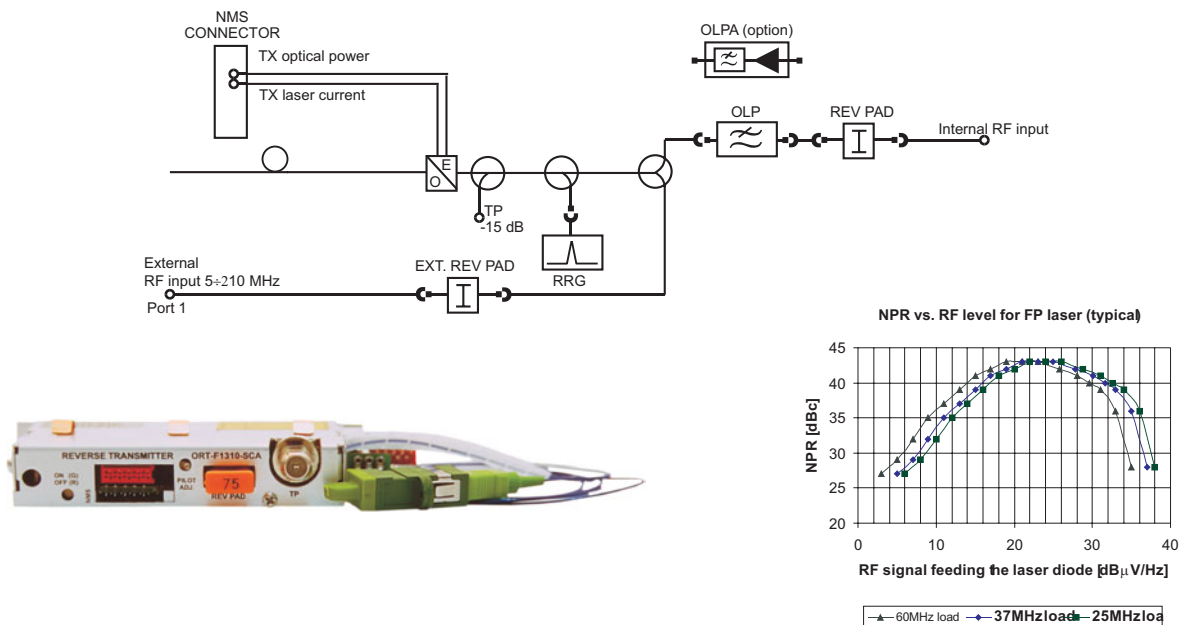 NMS
CONNECTOR
TX optical power
TX laser current
OLPA (option)
OLP
REV PAD
Internal RF input
E
O
TP
-15 dB
RRG
External
RF input 5÷210 MHz
Port 1
EXT. REV PAD
REVERSE TRANSMITTER
ORT-F1310-SCA
ON (G)
OFF (R)
NMS
PILOT
ADJ
75
REV PAD
TP
NPR vs. RF level for FP laser (typical)
NPR [dBc]
45
40
35
30
25
20
0 10 20 30 40
RF signal feeding the laser diode [dBμV/Hz]
60MHz load 37MHzload 25MHzloa